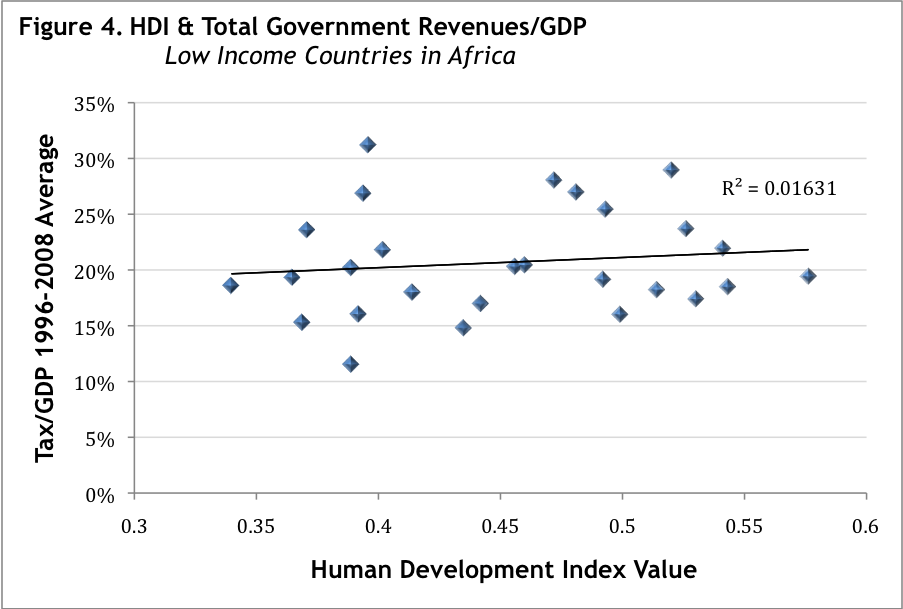 Figure 4. HDI & Total Government Revenues/GDP
Low Income Countries in Africa
35%
30%
25%
20%
15%
10%
5%
0%
Tax/GDP 1996-2008 Average
R² = 0.01631
0.3 0.35 0.4 0.45 0.5 0.55 0.6
Human Development Index Value